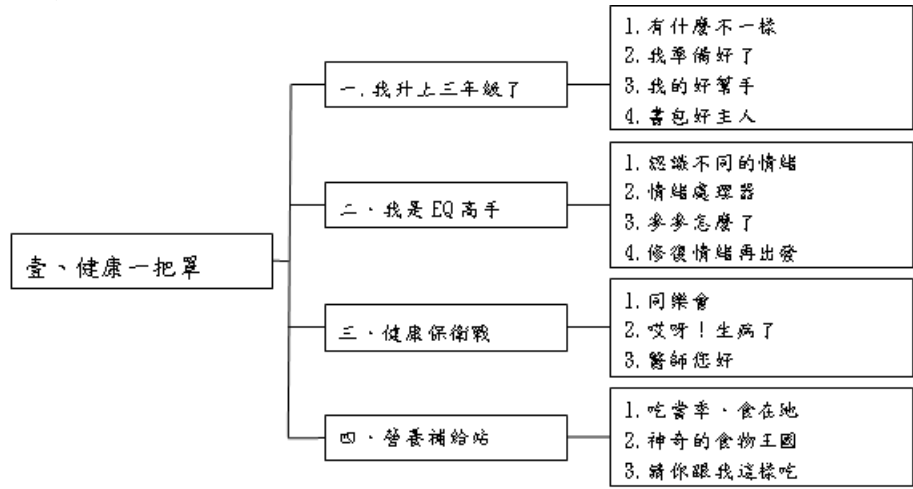 壹、健康一把罩
一.我升上三年級了
1.有什麼不一樣
2.我準備好了
3.我的好幫手
4.書包好主人
二、我是EQ高手
1.認識不同的情緒
2.情緒處理器
3.爹爹怎麼了
4.修復情緒再出發
三、健康保衛戰
1.同樂會
2.哎呀！生病了
3.醫師您好
四、營養補給站
1.吃當季、食在地
2.神奇的食物王國
3.請你跟我這樣吃